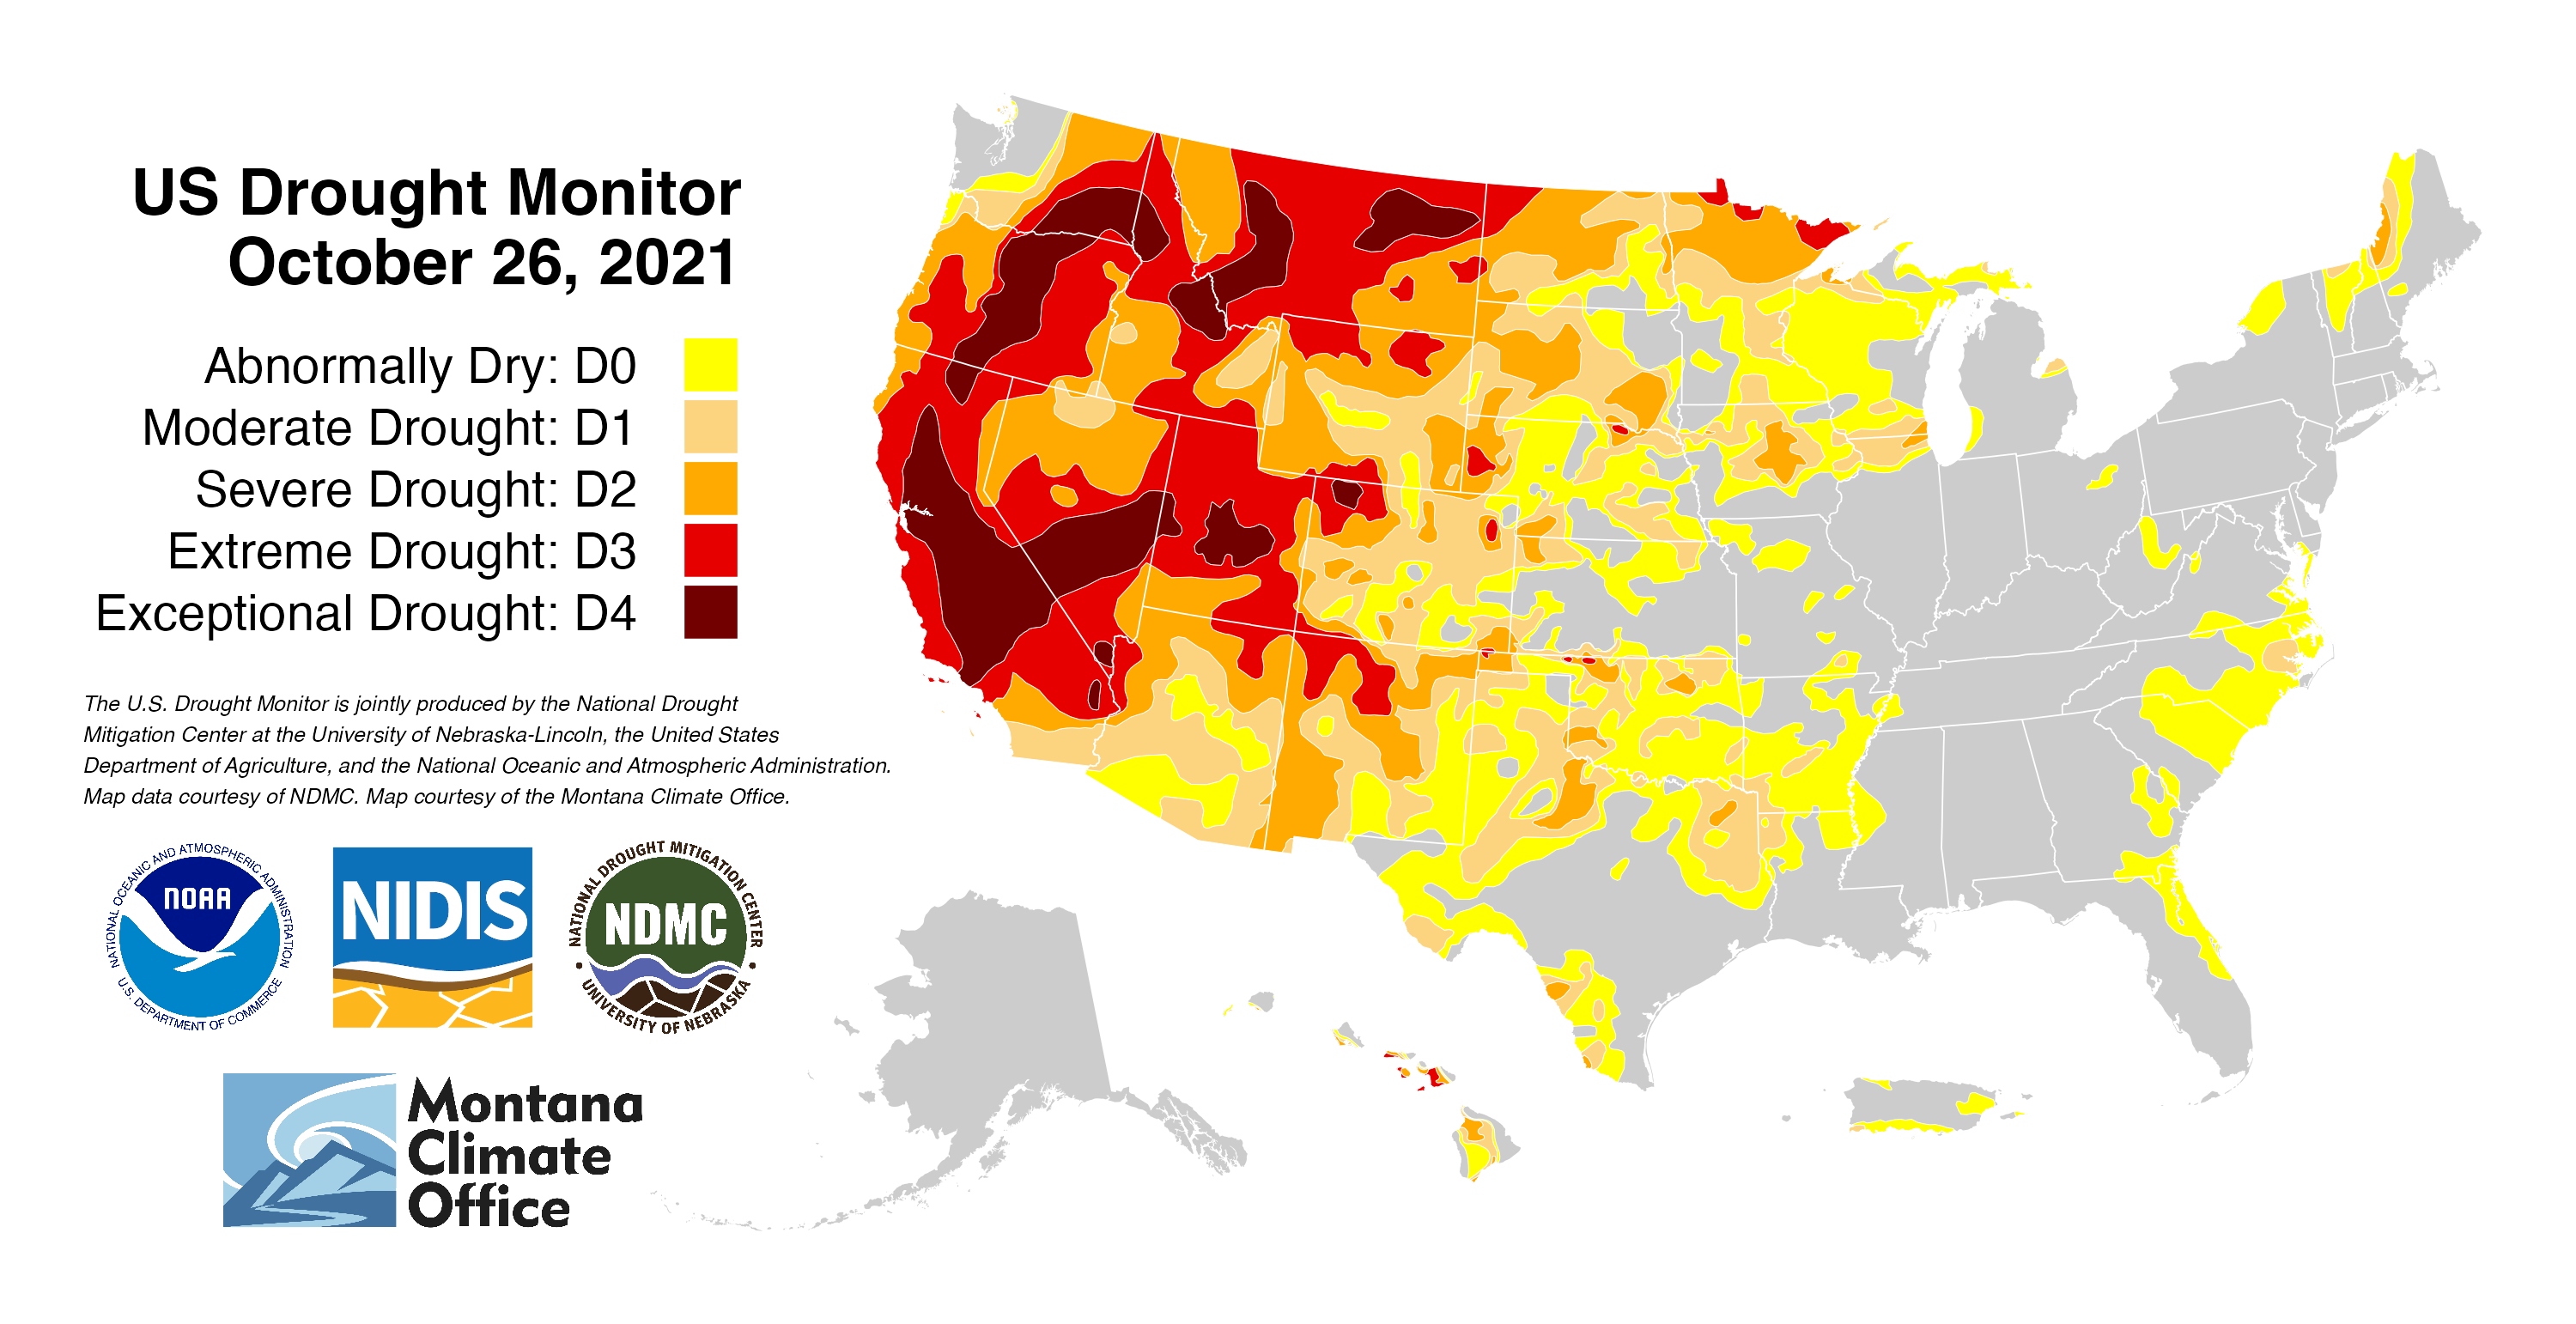 US Drought Monitor
October 26, 2021
Abnormally Dry: D0
Moderate Drought: D1
Severe Drought: D2
Extreme Drought: D3
Exceptional Drought: D4
The U.S. Drought Monitor is jointly produced by the National Drought
Mitigation Center at the University of Nebraska-Lincoln, the United States
Department of Agriculture, and the National Oceanic and Atmospheric Administration.
Map data courtesy of NDMC. Map courtesy of the Montana Climate Office.
NATIONAL OCEANIC AND ATMOSPHERIC ADMINISTRATION
NOAA
U.S. DEPARTMENT OF COMMERCE
NIDIS
NATIONAL DROUGHT MITIGATION CENTER
NDMC
• UNIVERSITY OF NEBRASKA •
Montana
Climate
Office